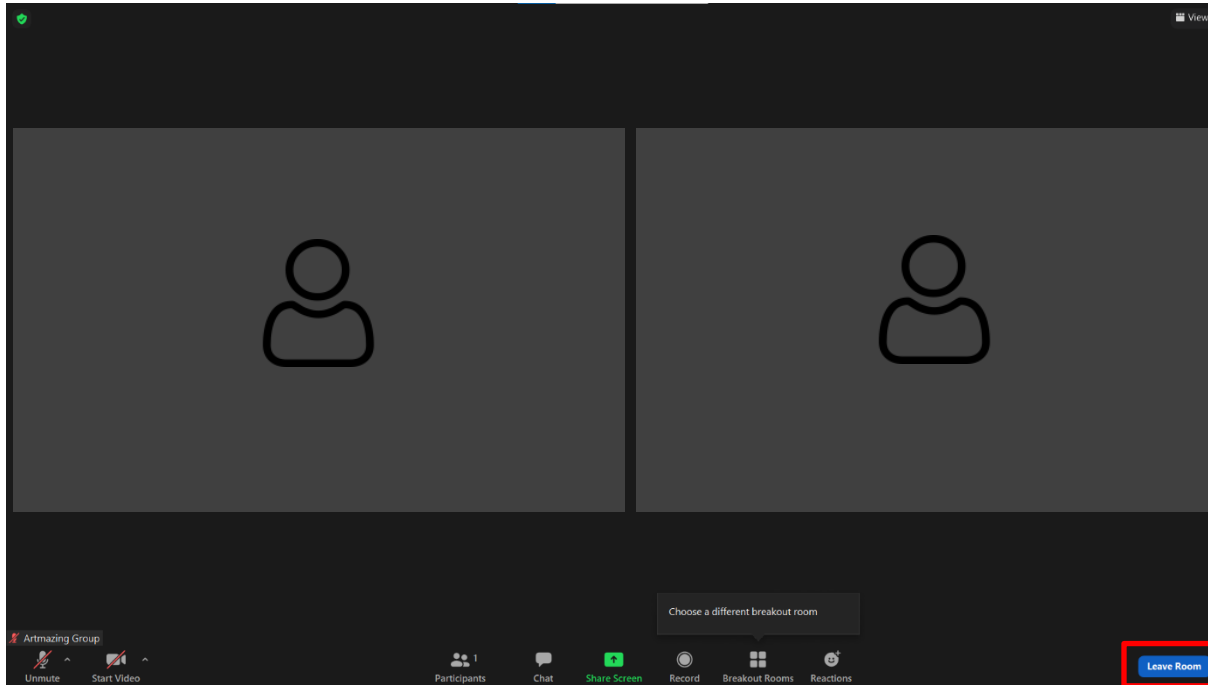 View
Choose a different breakout room
Artmazing Group
1
Unmute
Start Video
Participants
Chat
Share Screen
Record
Breakout Rooms
Reactions
Leave Room